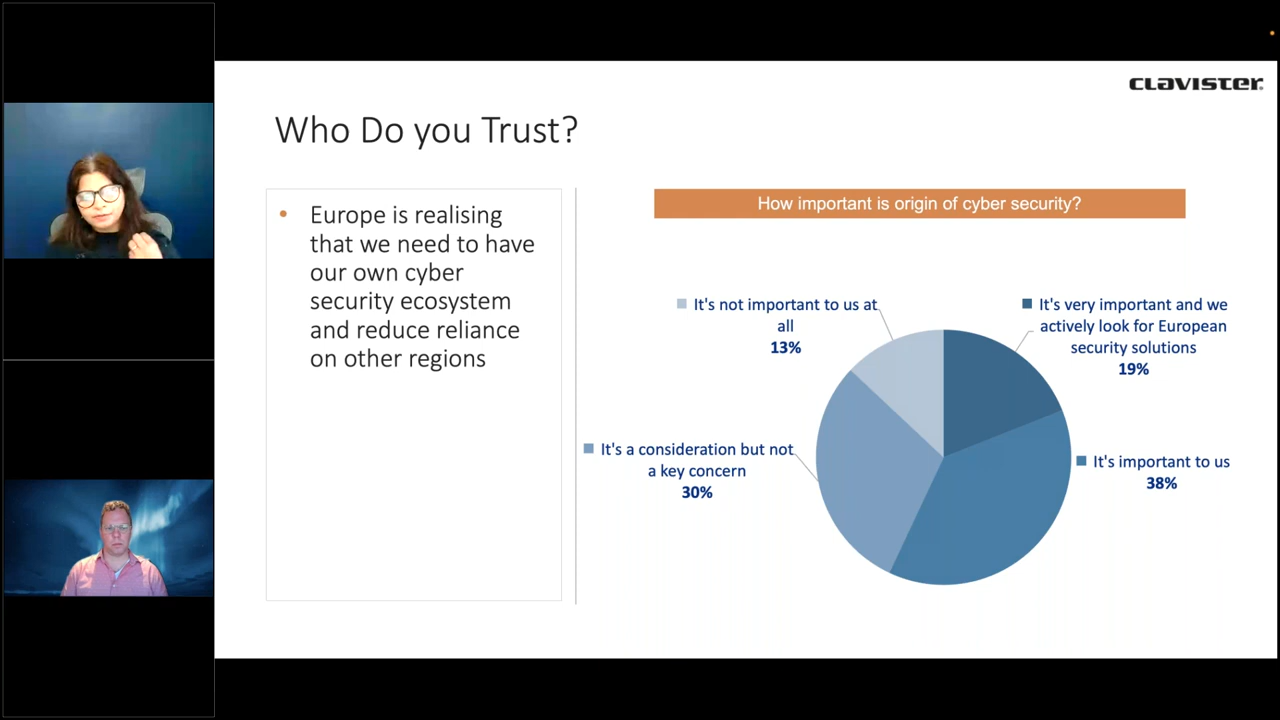 CLAVISTER
Who Do you Trust?
• Europe is realising
that we need to have
our own cyber
security ecosystem
and reduce reliance
on other regions
How important is origin of cyber security?
It's not important to us at
all
13%
It's very important and we
actively look for European
security solutions
19%
It's a consideration but not
a key concern
30%
It's important to us
38%